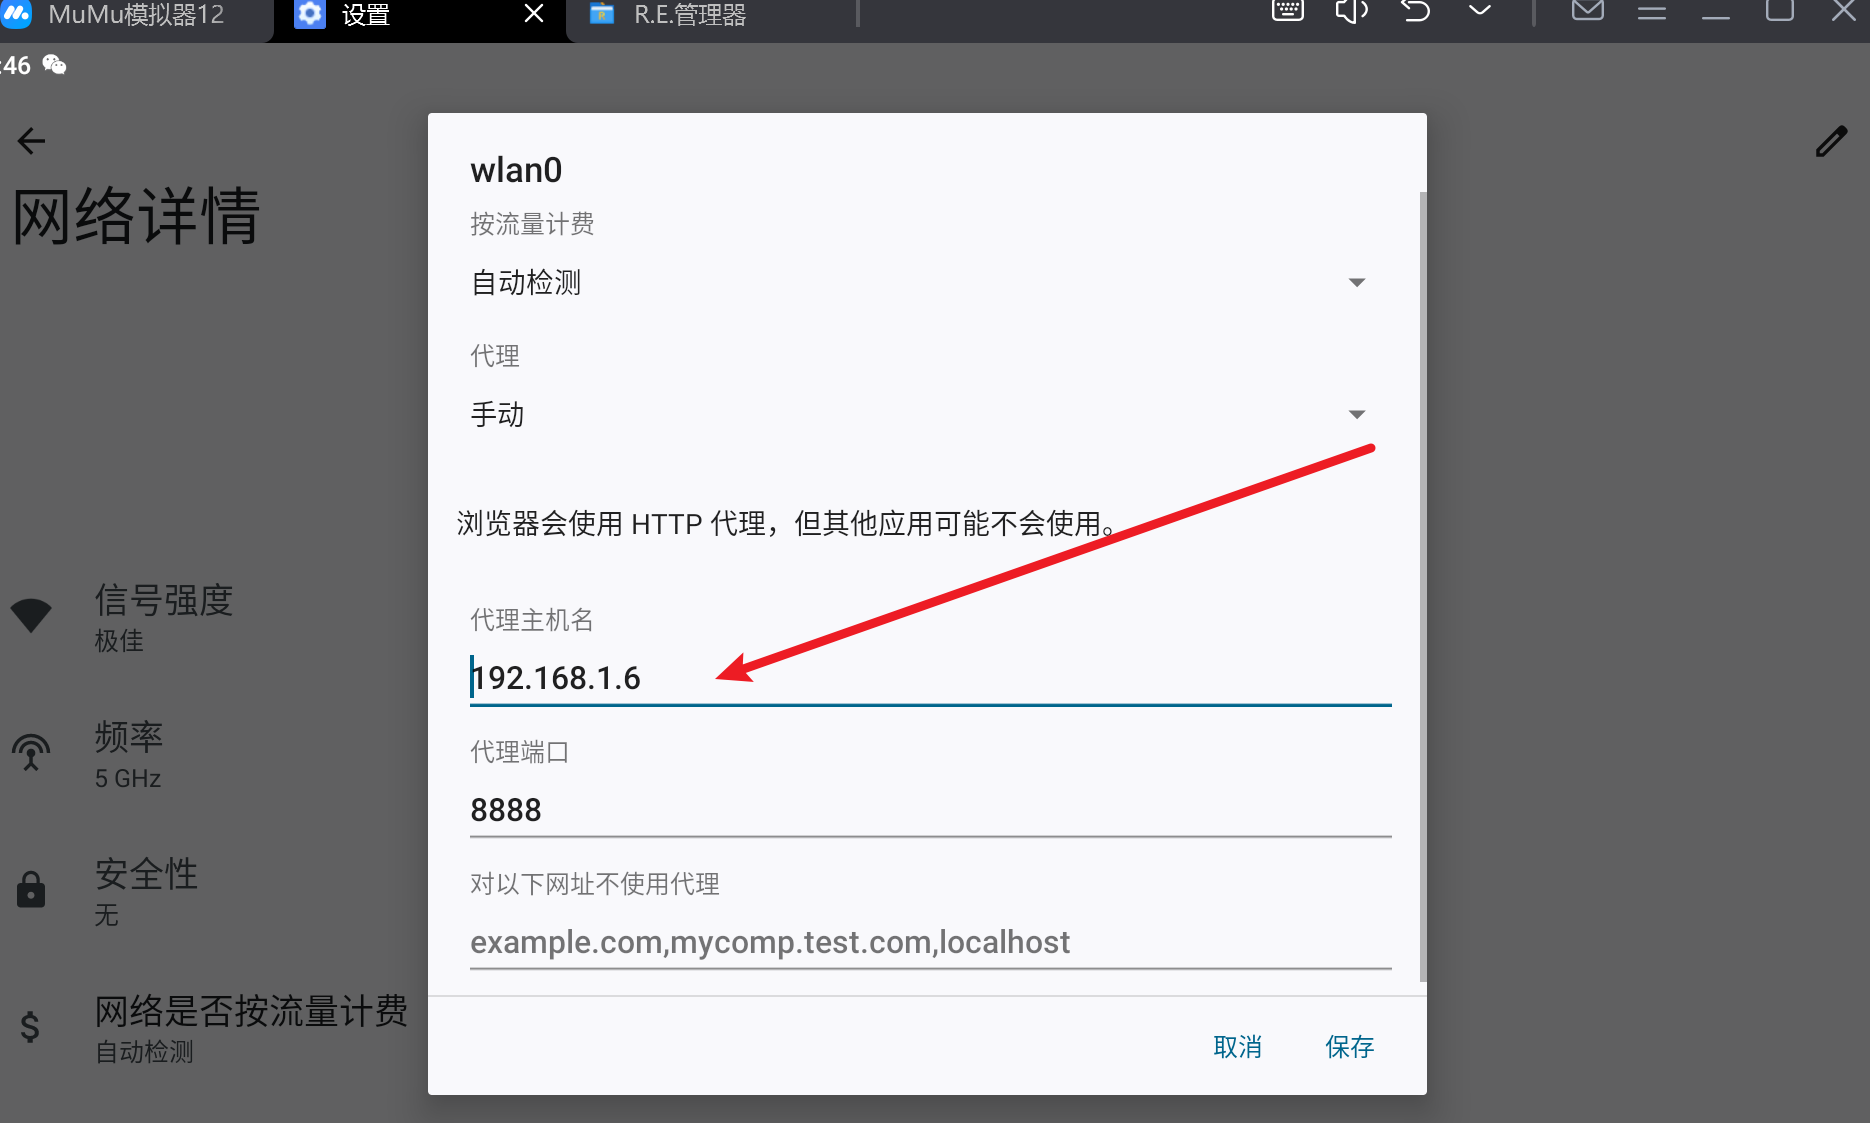 MuMu模拟器12
设置
R.E.管理器
:46
网络详情
wlan0
按流量计费
自动检测
代理
手动
浏览器会使用 HTTP 代理，但其他应用可能不会使用。
代理主机名
192.168.1.6
代理端口
8888
对以下网址不使用代理
example.com,mycomp.test.com,localhost
取消
保存
信号强度
极佳
频率
5 GHz
安全性
无
网络是否按流量计费
自动检测